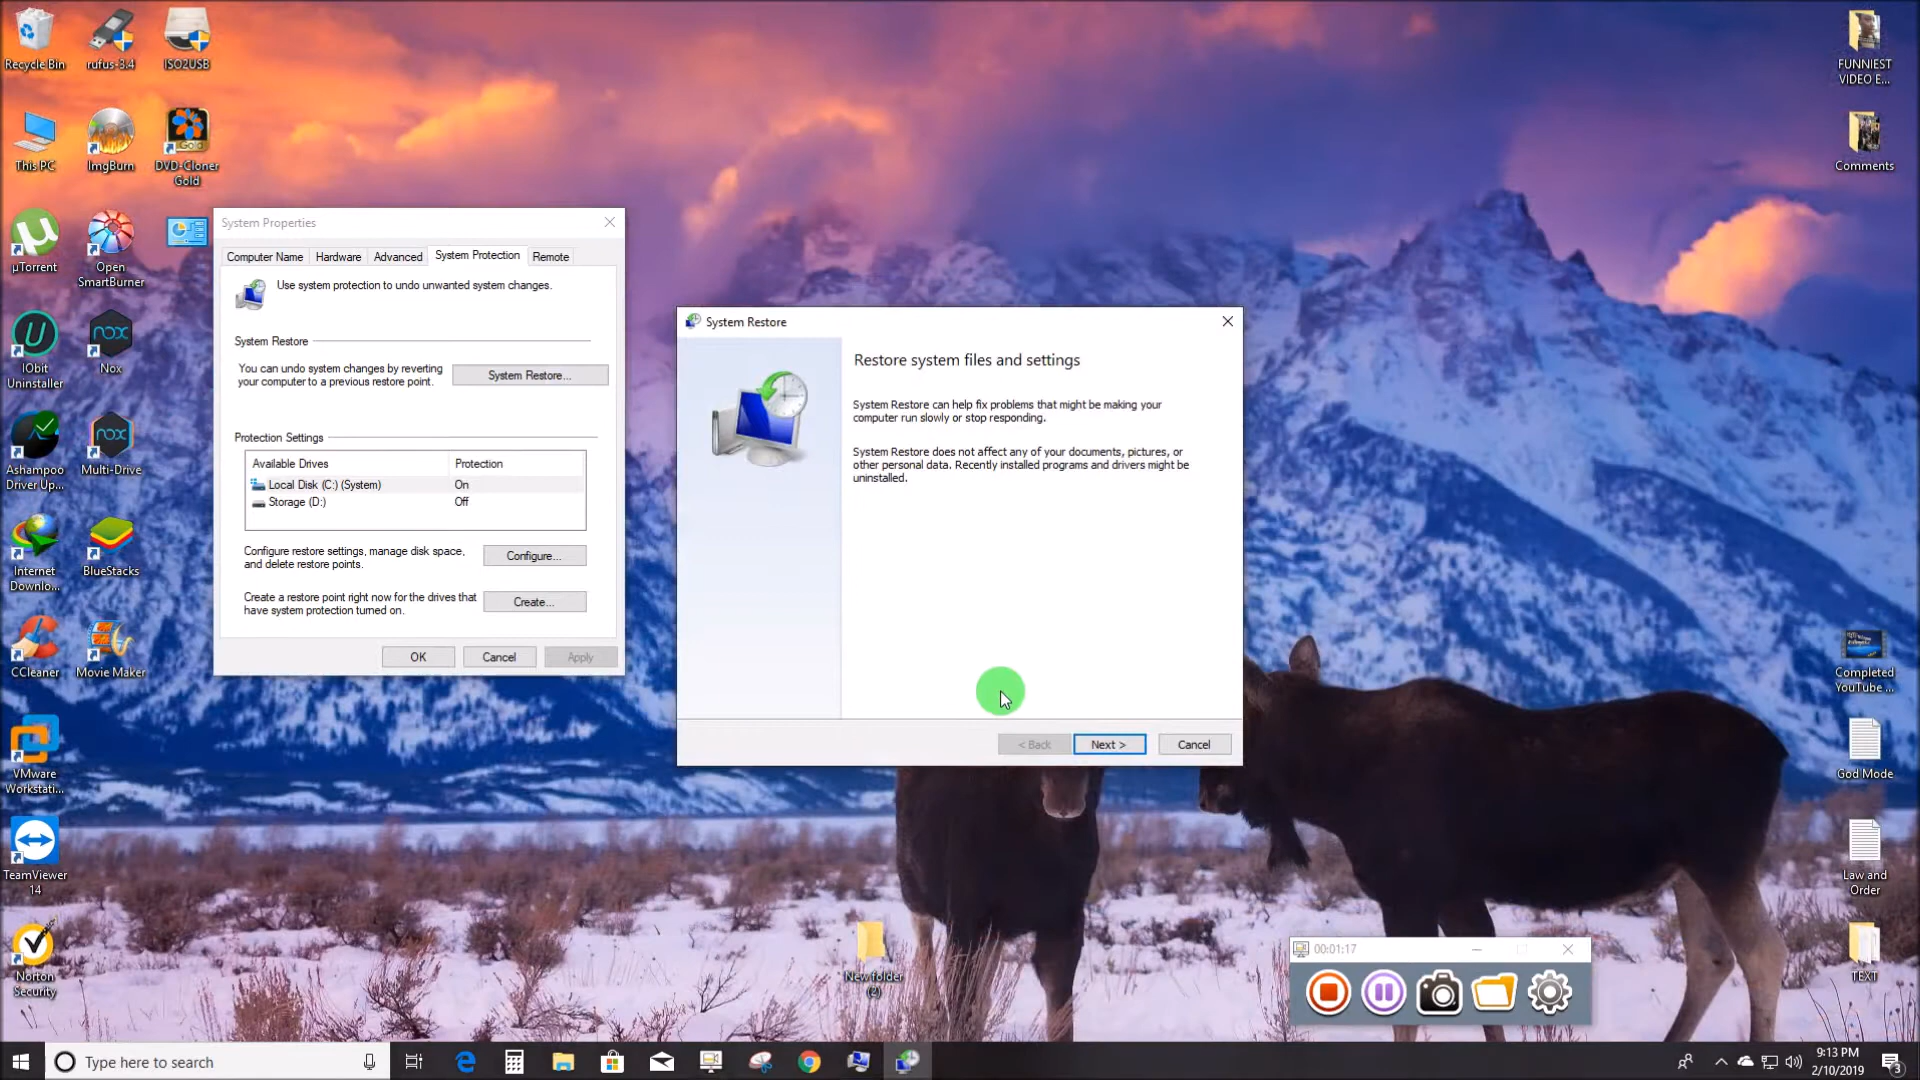 Recycle Bin
rufus-3.4
ISO2USB
This PC
ImgBurn
DVD-Cloner
Gold
µTorrent
Open
SmartBurner
IObit
Uninstaller
Nox
Ashampoo
Driver Up...
Multi-Drive
Internet
Downlo...
BlueStacks
CCleaner
Movie Maker
VMware
Workstati...
TeamViewer
14
Norton
Security
System Properties
Computer Name
Hardware
Advanced
System Protection
Remote
Use system protection to undo unwanted system changes.
System Restore
You can undo system changes by reverting
your computer to a previous restore point.
System Restore...
Protection Settings
Available Drives
Protection
Local Disk (C:) (System)
On
Storage (D:)
Off
Configure restore settings, manage disk space,
and delete restore points.
Configure...
Create a restore point right now for the drives that
have system protection turned on.
Create...
OK
Cancel
Apply
System Restore
Restore system files and settings
System Restore can help fix problems that might be making your
computer run slowly or stop responding.
System Restore does not affect any of your documents, pictures, or
other personal data. Recently installed programs and drivers might be
uninstalled.
< Back
Next >
Cancel
FUNNIEST
VIDEO E...
Comments
Completed
YouTube ...
God Mode
Law and
Order
TEXT
New folder
(2)
00:01:17
Type here to search
9:13 PM
2/10/2019
3